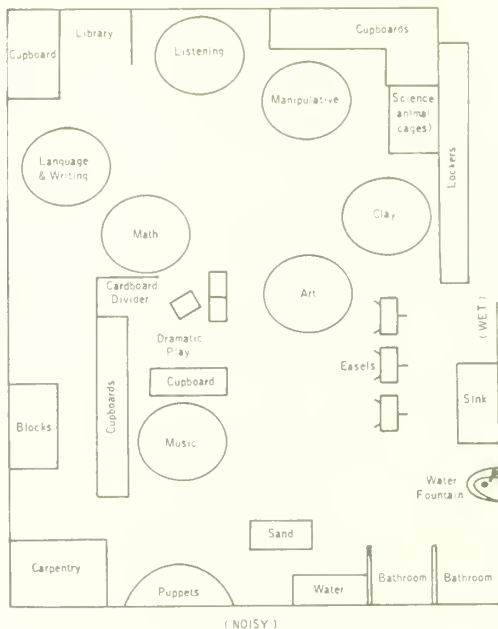 Cupboard
Library
Listening
Cupboards
Manipulative
Science
animal
cages)
Lockers
Language
& Writing
Math
Clay
Cardboard
Divider
Art
Dramatic
Play
(WET)
Easels
Cupboard
Cupboards
Sink
Blocks
Music
Water
Fountain
Sand
Carpentry
Puppets
Water
Bathroom
Bathroom
(NOISY)